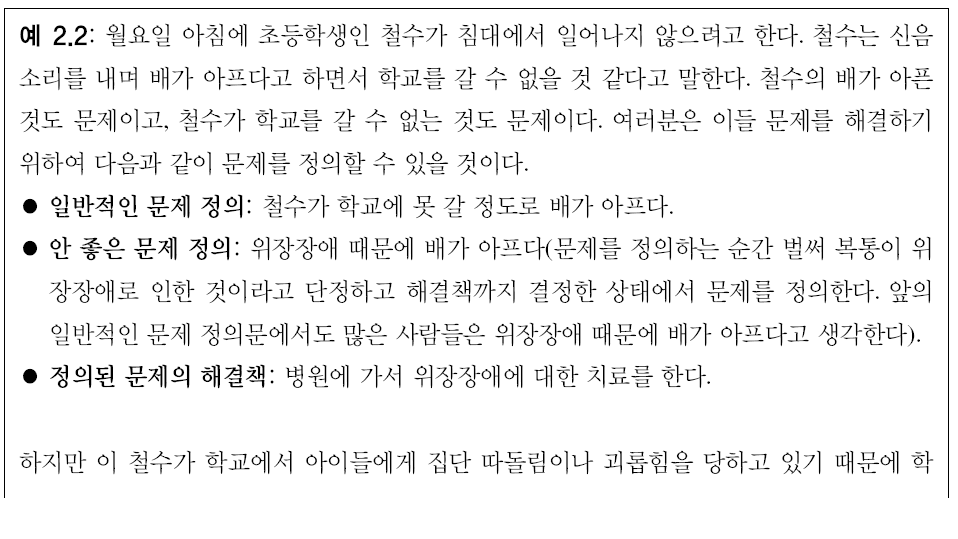 예 2.2: 월요일 아침에 초등학생인 철수가 침대에서 일어나지 않으려고 한다. 철수는 신음
소리를 내며 배가 아프다고 하면서 학교를 갈 수 없을 것 같다고 말한다. 철수의 배가 아픈
것도 문제이고, 철수가 학교를 갈 수 없는 것도 문제이다. 여러분은 이들 문제를 해결하기
위하여 다음과 같이 문제를 정의할 수 있을 것이다.
● 일반적인 문제 정의: 철수가 학교에 못 갈 정도로 배가 아프다.
● 안 좋은 문제 정의: 위장장애 때문에 배가 아프다(문제를 정의하는 순간 벌써 복통이 위
장장애로 인한 것이라고 단정하고 해결책까지 결정한 상태에서 문제를 정의한다. 앞의
일반적인 문제 정의문에서도 많은 사람들은 위장장애 때문에 배가 아프다고 생각한다).
● 정의된 문제의 해결책: 병원에 가서 위장장애에 대한 치료를 한다.
하지만 이 철수가 학교에서 아이들에게 집단 따돌림이나 괴롭힘을 당하고 있기 때문에 학